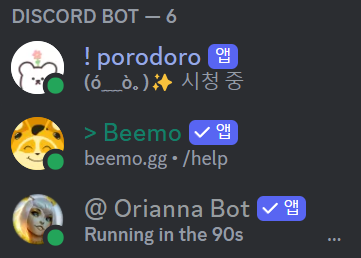 DISCORD BOT — 6
! porodoro 앱
(ó﹏ò｡)✨ 시청 중
> Beemo ✓ 앱
beemo.gg • /help
@ Orianna Bot ✓ 앱
Running in the 90s ...